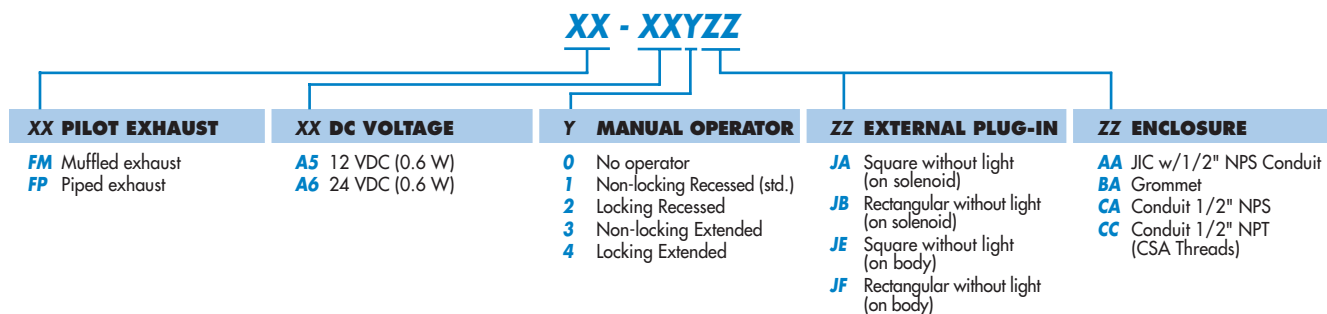 XX - XXYZZ
XX PILOT EXHAUST
FM Muffled exhaust
FP Piped exhaust
XX DC VOLTAGE
A5 12 VDC (0.6 W)
A6 24 VDC (0.6 W)
Y MANUAL OPERATOR
0 No operator
1 Non-locking Recessed (std.)
2 Locking Recessed
3 Non-locking Extended
4 Locking Extended
ZZ EXTERNAL PLUG-IN
JA Square without light
(on solenoid)
JB Rectangular without light
(on solenoid)
JE Square without light
(on body)
JF Rectangular without light
(on body)
ZZ ENCLOSURE
AA JIC w/1/2" NPS Conduit
BA Grommet
CA Conduit 1/2" NPS
CC Conduit 1/2" NPT
(CSA Threads)